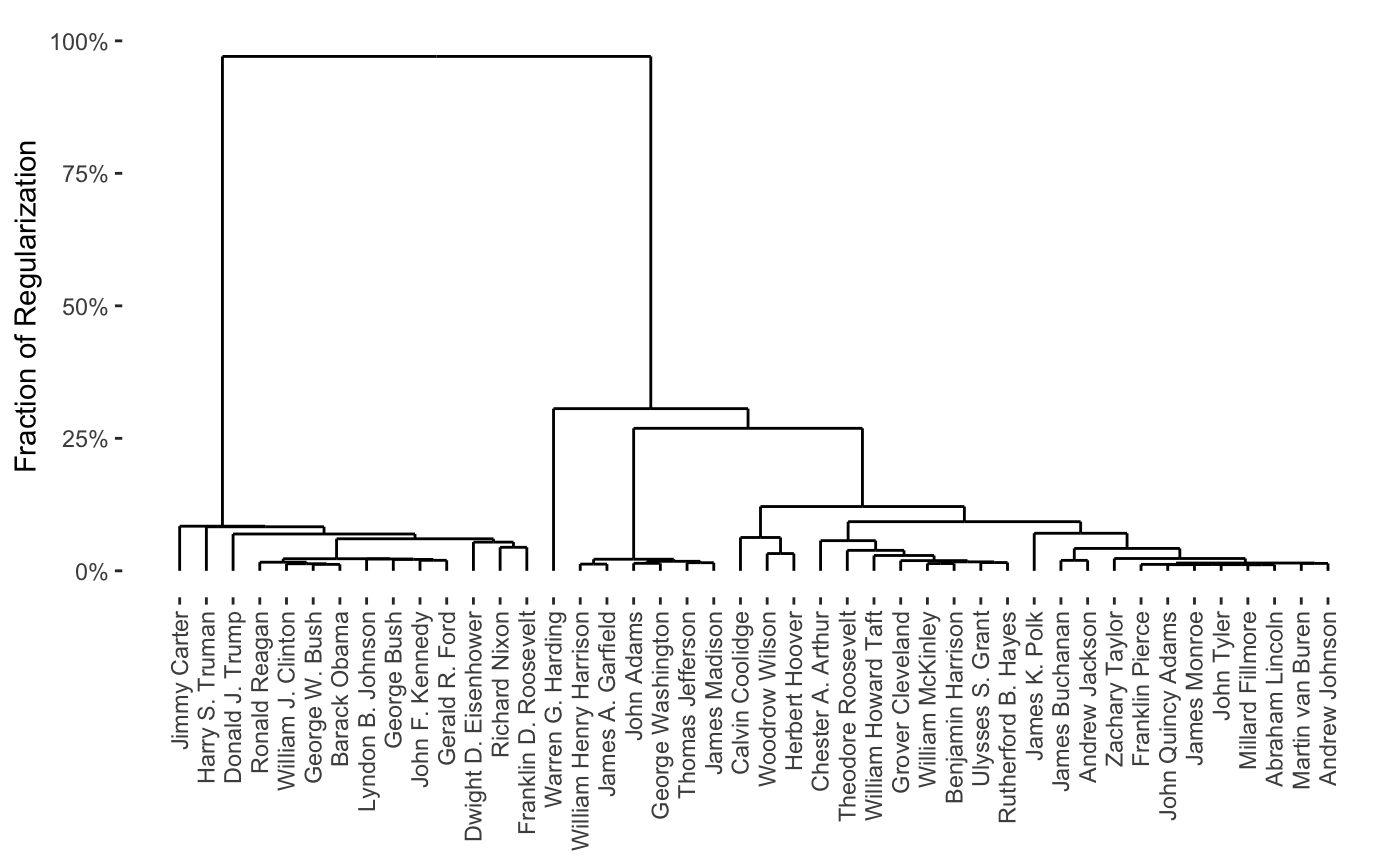 Fraction of Regularization
100%
75%
50%
25%
0%
Jimmy Carter
Harry S. Truman
Donald J. Trump
Ronald Reagan
William J. Clinton
George W. Bush
Barack Obama
Lyndon B. Johnson
George Bush
John F. Kennedy
Gerald R. Ford
Dwight D. Eisenhower
Richard Nixon
Franklin D. Roosevelt
Warren G. Harding
William Henry Harrison
James A. Garfield
John Adams
George Washington
Thomas Jefferson
James Madison
Calvin Coolidge
Woodrow Wilson
Herbert Hoover
Chester A. Arthur
Theodore Roosevelt
William Howard Taft
Grover Cleveland
William McKinley
Benjamin Harrison
Ulysses S. Grant
Rutherford B. Hayes
James K. Polk
James Buchanan
Andrew Jackson
Zachary Taylor
Franklin Pierce
John Quincy Adams
James Monroe
John Tyler
Millard Fillmore
Abraham Lincoln
Martin van Buren
Andrew Johnson